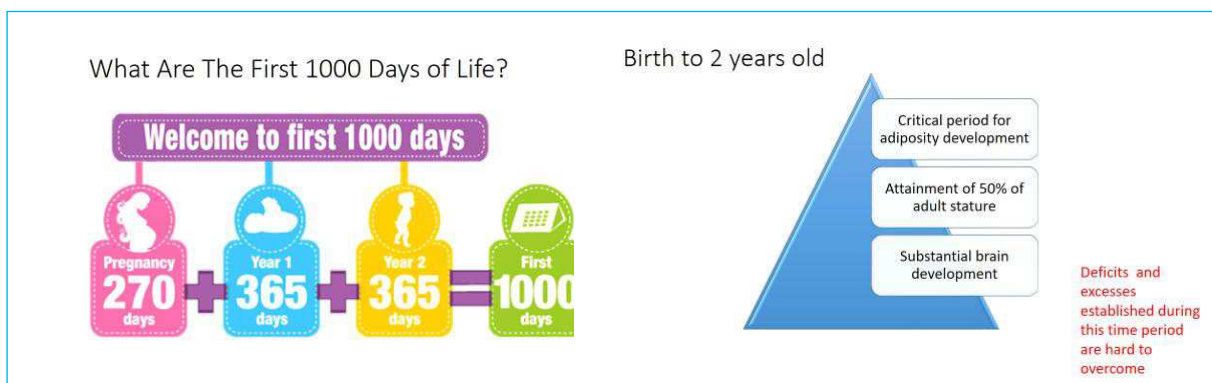 What Are The First 1000 Days of Life?
Welcome to first 1000 days
Pregnancy
270
days
Year 1
365
days
Year 2
365
days
First
1000
days
Birth to 2 years old
Critical period for
adiposity development
Attainment of 50% of
adult stature
Substantial brain
development
Deficits and
excesses
established during
this time period
are hard to
overcome